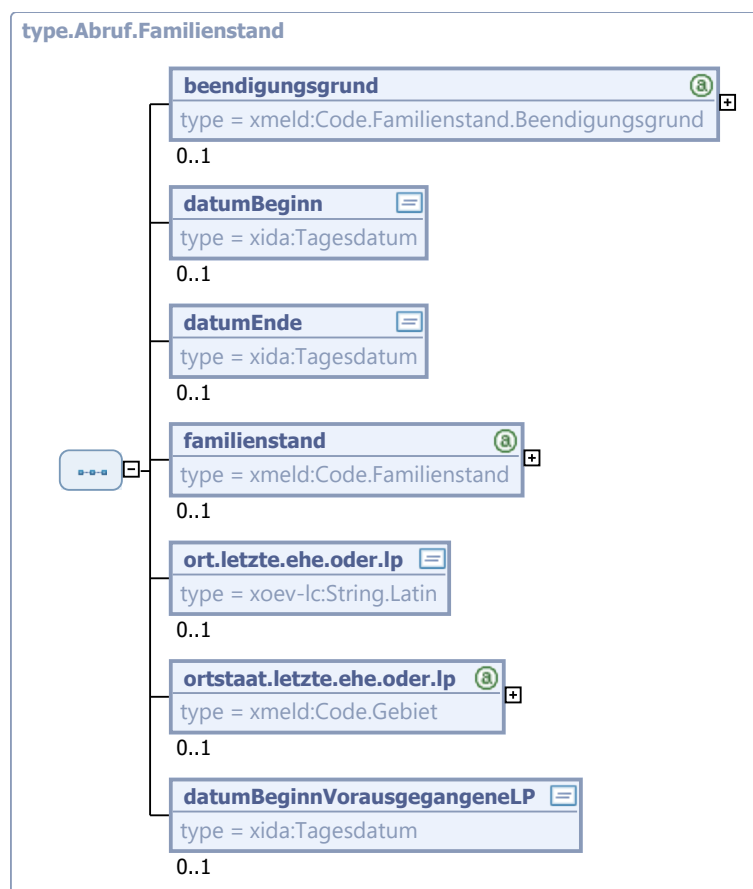 type.Abruf.Familienstand
beendigungsgrund
type = xmeld:Code.Familienstand.Beendigungsgrund
0..1
datumBeginn
type = xida:Tagesdatum
0..1
datumEnde
type = xida:Tagesdatum
0..1
familienstand
type = xmeld:Code.Familienstand
0..1
ort.letzte.ehe.oder.lp
type = xoev-lc:String.Latin
0..1
ortstaat.letzte.ehe.oder.lp
type = xmeld:Code.Gebiet
0..1
datumBeginnVorausgegangeneLP
type = xida:Tagesdatum
0..1